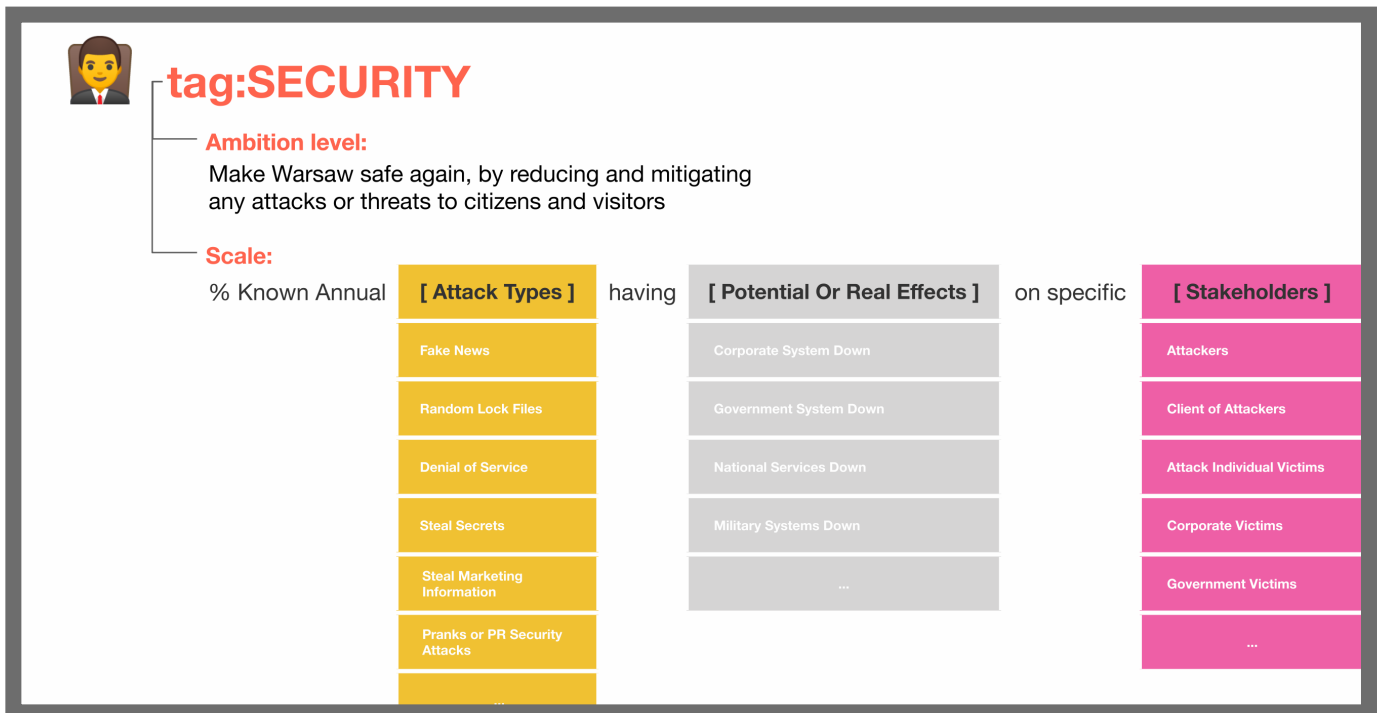 tag:SECURITY
Ambition level:
Make Warsaw safe again, by reducing and mitigating
any attacks or threats to citizens and visitors
Scale:
% Known Annual [ Attack Types ] having [ Potential Or Real Effects ] on specific [ Stakeholders ]
Fake News
Random Lock Files
Denial of Service
Steal Secrets
Steal Marketing
Information
Pranks or PR Security
Attacks
...
Corporate System Down
Government System Down
National Services Down
Military Systems Down
...
Attackers
Client of Attackers
Attack Individual Victims
Corporate Victims
Government Victims
...